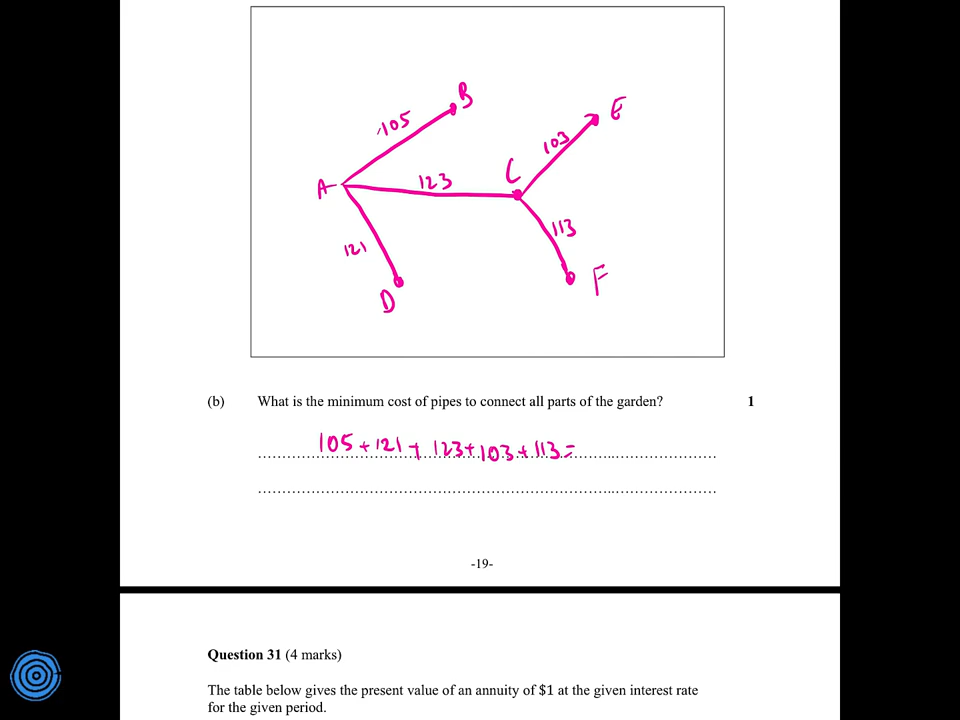 B
E
105
103
C
A
123
113
121
F
D
(b) What is the minimum cost of pipes to connect all parts of the garden? 1
105 + 121 + 123 + 103 + 113 =
-19-
Question 31 (4 marks)
The table below gives the present value of an annuity of $1 at the given interest rate
for the given period.